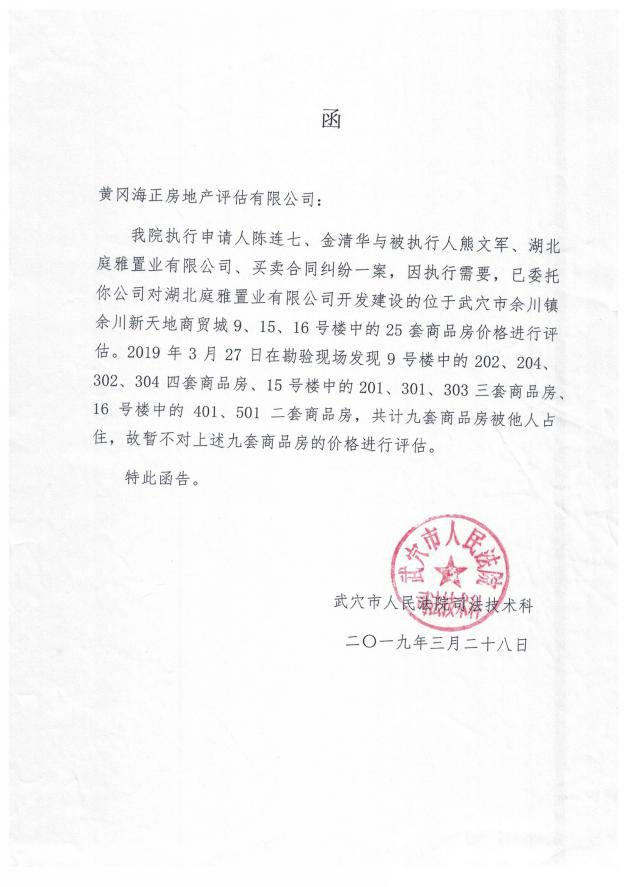 函
黄冈海正房地产评估有限公司：
我院执行申请人陈连七、金清华与被执行人熊文军、湖北
庭雅置业有限公司、买卖合同纠纷一案，因执行需要，已委托
你公司对湖北庭雅置业有限公司开发建设的位于武穴市余川镇
余川新天地商贸城 9、15、16 号楼中的 25 套商品房价格进行评
估。2019 年 3 月 27 日在勘验现场发现 9 号楼中的 202、204、
302、304 四套商品房、15 号楼中的 201、301、303 三套商品房、
16 号楼中的 401、501 二套商品房，共计九套商品房被他人占
住，故暂不对上述九套商品房的价格进行评估。
特此函告。
武穴市人民法院
司法技术科
武穴市人民法院司法技术科
二〇一九年三月二十八日